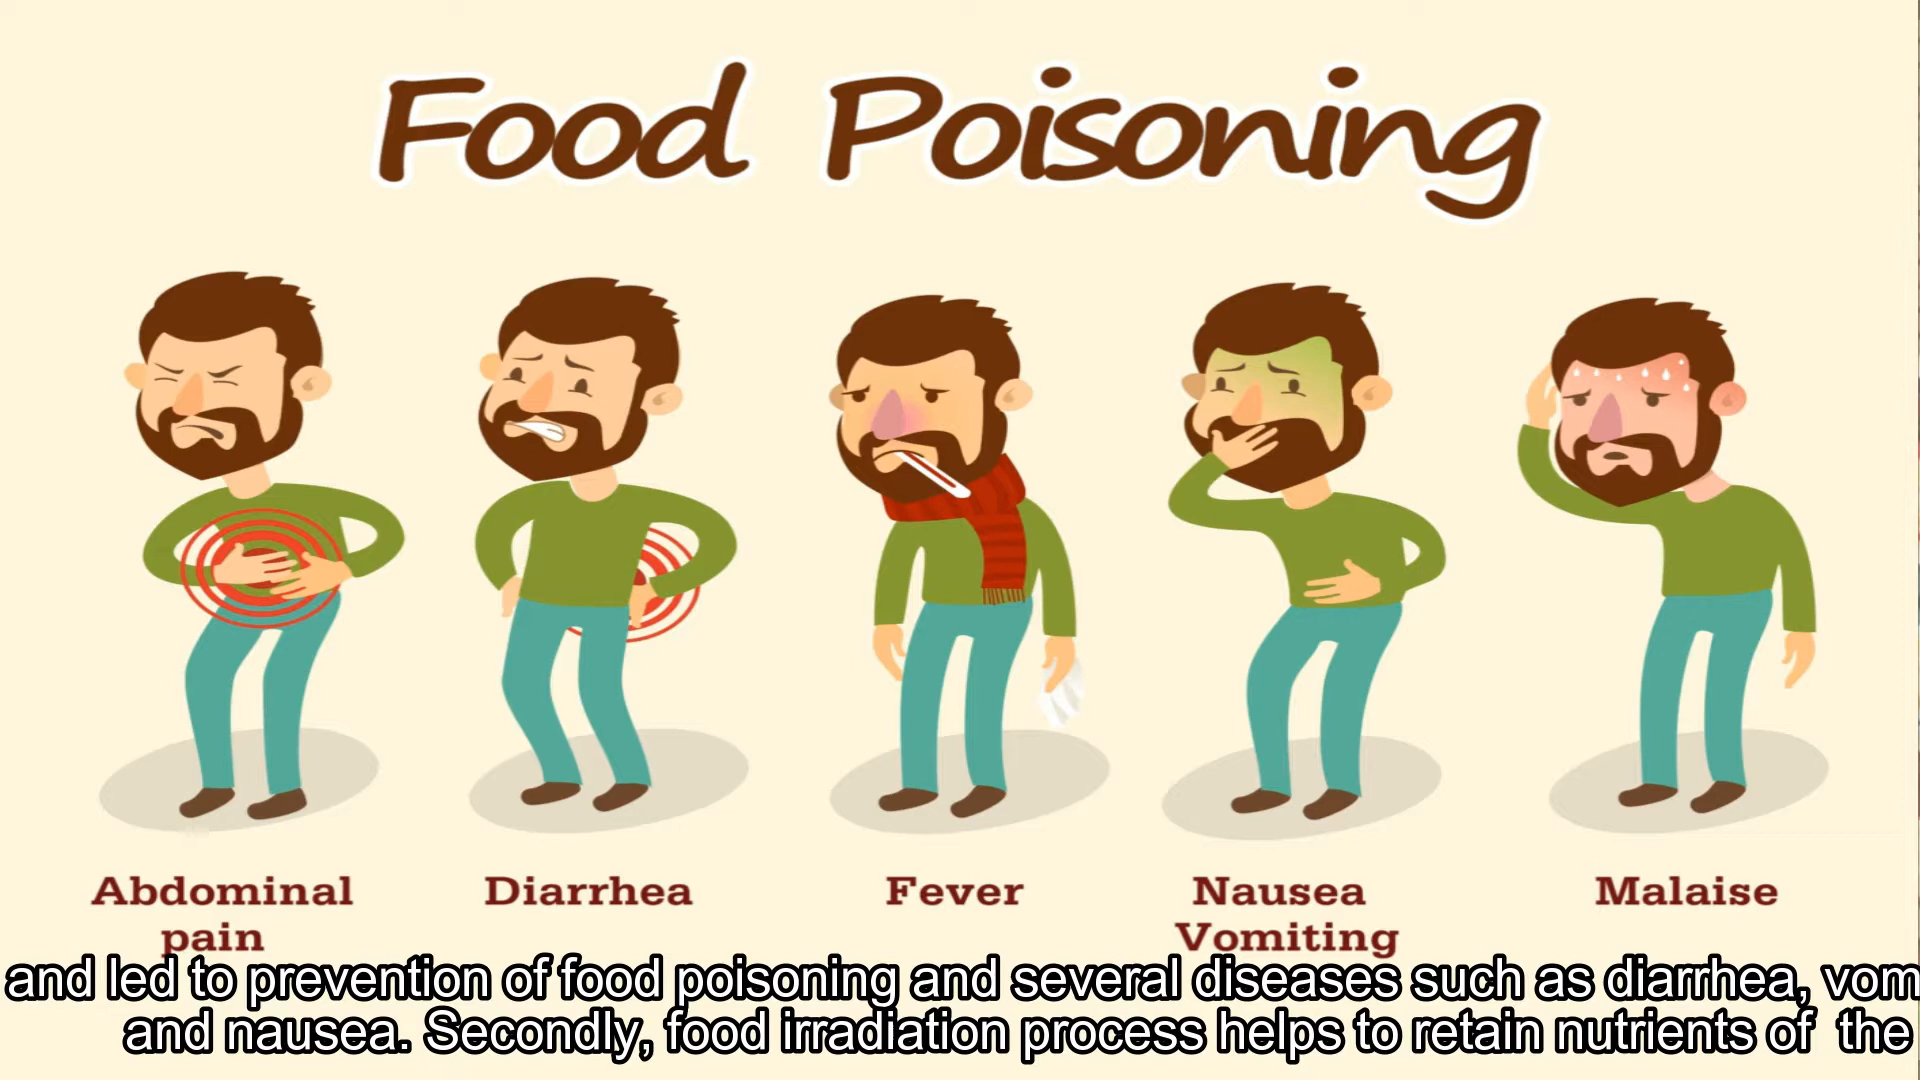 Food Poisoning
Abdominal
pain
Diarrhea
Fever
Nausea
Vomiting
Malaise
and led to prevention of food poisoning and several diseases such as diarrhea, vom
and nausea. Secondly, food irradiation process helps to retain nutrients of the